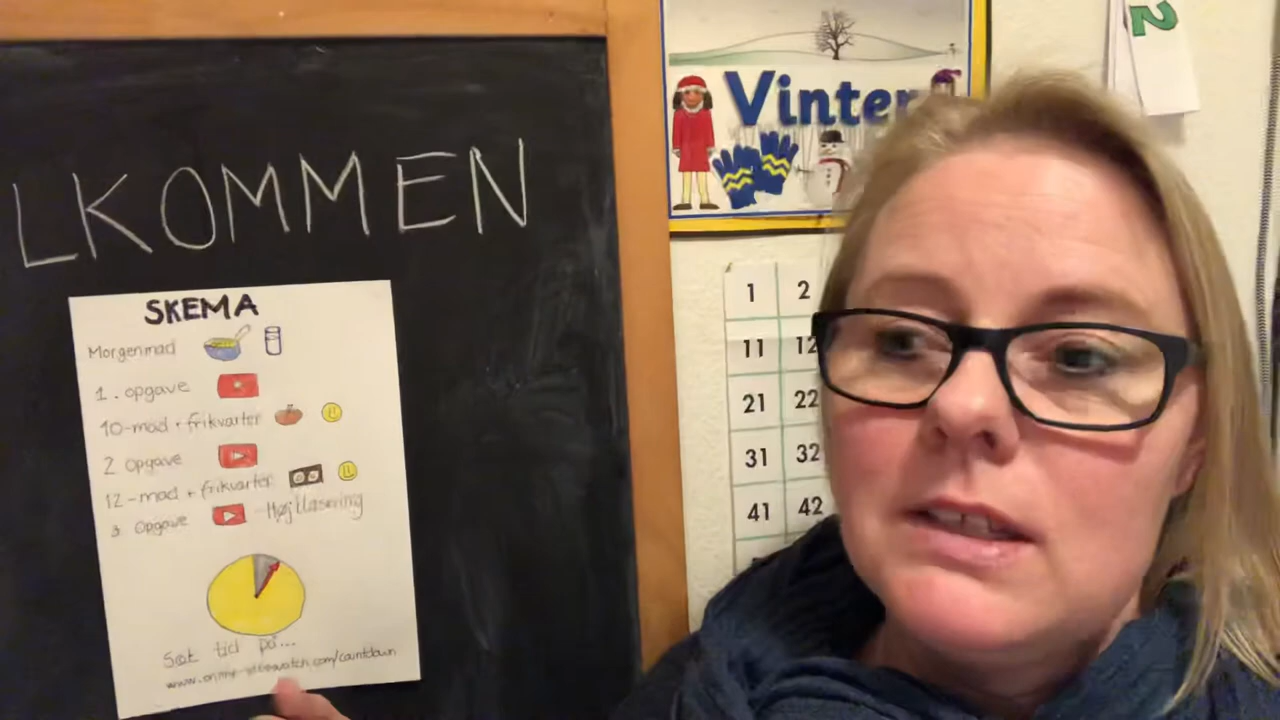 LKOMMEN
Vinter
2
SKEMA
Morgenmad
1. opgave
10-mad + frikvarter
2 opgave
12-mad + frikvarter
3 opgave - Højtlæsning
Sæt tid på...
1 2
11 12
21 22
31 32
41 42